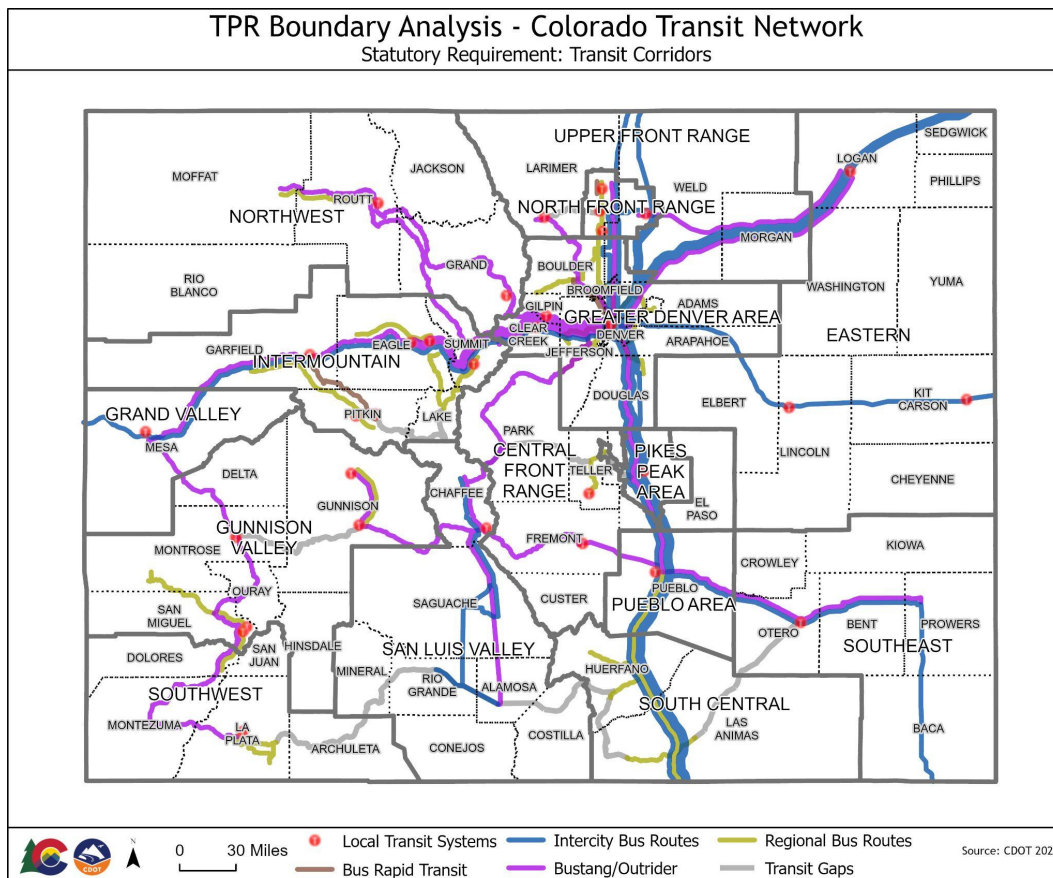 TPR Boundary Analysis - Colorado Transit Network
Statutory Requirement: Transit Corridors
UPPER FRONT RANGE
SEDGWICK
LOGAN
LARIMER
JACKSON
MOFFAT
WELD
PHILLIPS
ROUTT
NORTHWEST
NORTH FRONT RANGE
MORGAN
GRAND
BOULDER
RIO
BLANCO
BROOMFIELD
WASHINGTON
YUMA
GILPIN
ADAMS
GREATER DENVER AREA
CLEAR
CREEK
DENVER
EASTERN
EAGLE
SUMMIT
ARAPAHOE
GARFIELD
JEFFERSON
INTERMOUNTAIN
DOUGLAS
ELBERT
KIT
CARSON
GRAND VALLEY
PITKIN
LAKE
MESA
PARK
CENTRAL
FRONT
RANGE
PIKES
PEAK
AREA
LINCOLN
DELTA
TELLER
CHEYENNE
CHAFFEE
GUNNISON
EL
PASO
GUNNISON
VALLEY
FREMONT
MONTROSE
KIOWA
CROWLEY
OURAY
PUEBLO
SAGUACHE
CUSTER
PUEBLO AREA
SAN
MIGUEL
OTERO
BENT
PROWERS
SOUTHEAST
SAN
JUAN
HINSDALE
DOLORES
SAN LUIS VALLEY
MINERAL
HUERFANO
RIO
GRANDE
ALAMOSA
SOUTHWEST
SOUTH CENTRAL
MONTEZUMA
LA
PLATA
LAS
ANIMAS
BACA
COSTILLA
ARCHULETA
CONEJOS
CDOT
N
0 30 Miles
Local Transit Systems
Intercity Bus Routes
Regional Bus Routes
Bus Rapid Transit
Bustang/Outrider
Transit Gaps
Source: CDOT 202